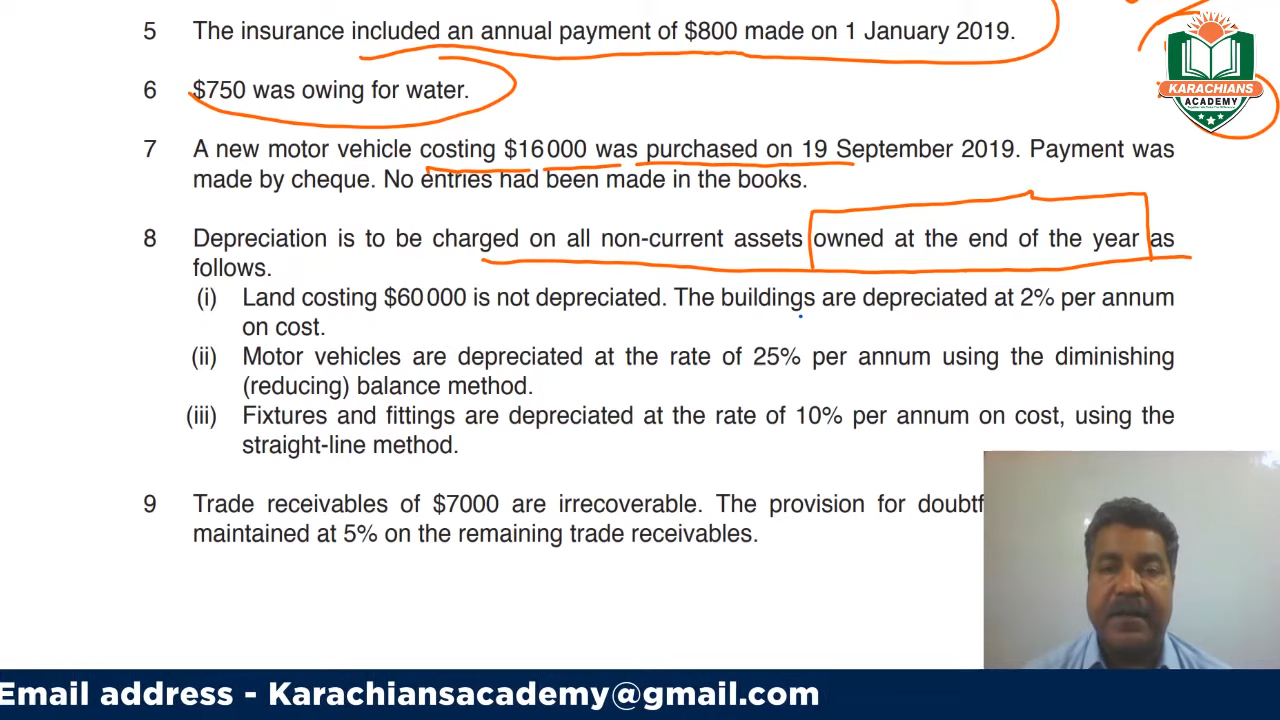 5 The insurance included an annual payment of $800 made on 1 January 2019.
6 $750 was owing for water.
7 A new motor vehicle costing $16 000 was purchased on 19 September 2019. Payment was
made by cheque. No entries had been made in the books.
8 Depreciation is to be charged on all non-current assets owned at the end of the year as
follows.
(i) Land costing $60 000 is not depreciated. The buildings are depreciated at 2% per annum
on cost.
(ii) Motor vehicles are depreciated at the rate of 25% per annum using the diminishing
(reducing) balance method.
(iii) Fixtures and fittings are depreciated at the rate of 10% per annum on cost, using the
straight-line method.
9 Trade receivables of $7000 are irrecoverable. The provision for
maintained at 5% on the remaining trade receivables.
KARACHIANS
ACADEMY
Email address - Karachiansacademy@gmail.com